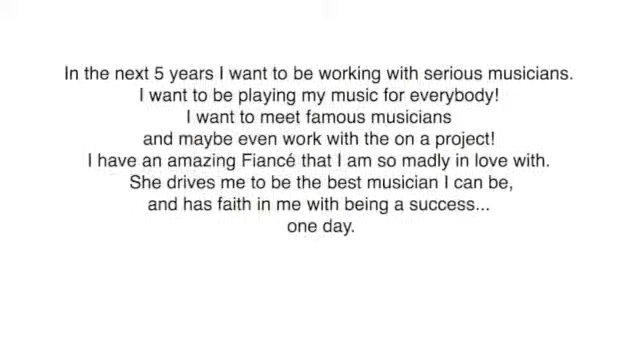 In the next 5 years I want to be working with serious musicians.
I want to be playing my music for everybody!
I want to meet famous musicians
and maybe even work with the on a project!
I have an amazing Fiancé that I am so madly in love with.
She drives me to be the best musician I can be,
and has faith in me with being a success...
one day.